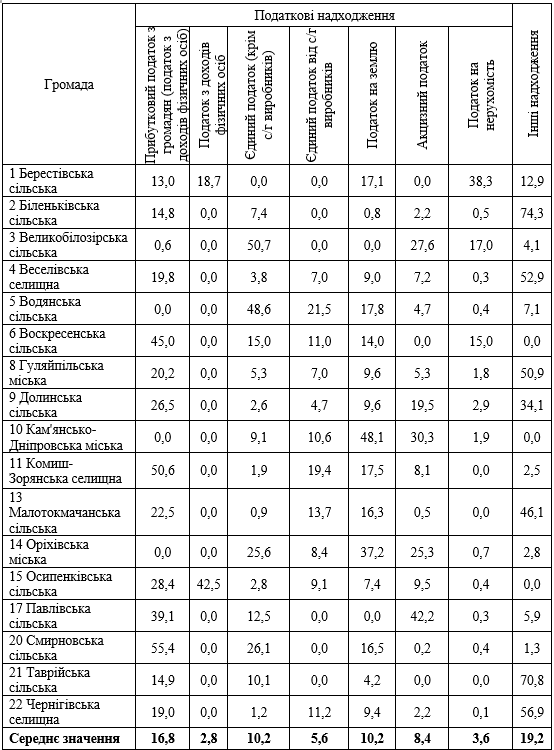 Громада
Податкові надходження
Прибутковий податок з
громадян (податок з
доходів фізичних осіб)
Податок з доходів
фізичних осіб
Єдиний податок (крім
с/г виробників)
Єдиний податок від с/г
виробників
Податок на землю
Акцизний податок
Податок на
нерухомість
Інші надходження
1 Берестівська
сільська 13,0 18,7 0,0 0,0 17,1 0,0 38,3 12,9
2 Біленьківська
сільська 14,8 0,0 7,4 0,0 0,8 2,2 0,5 74,3
3 Великобілозірська
сільська 0,6 0,0 50,7 0,0 0,0 27,6 17,0 4,1
4 Веселівська
селищна 19,8 0,0 3,8 7,0 9,0 7,2 0,3 52,9
5 Водянська
сільська 0,0 0,0 48,6 21,5 17,8 4,7 0,4 7,1
6 Воскресенська
сільська 45,0 0,0 15,0 11,0 14,0 0,0 15,0 0,0
8 Гуляйпільська
міська 20,2 0,0 5,3 7,0 9,6 5,3 1,8 50,9
9 Долинська
сільська 26,5 0,0 2,6 4,7 9,6 19,5 2,9 34,1
10 Кам'янсько-
Дніпровська міська 0,0 0,0 9,1 10,6 48,1 30,3 1,9 0,0
11 Комиш-
Зорянська селищна 50,6 0,0 1,9 19,4 17,5 8,1 0,0 2,5
13
Малотокмачанська
сільська 22,5 0,0 0,9 13,7 16,3 0,5 0,0 46,1
14 Оріхівська
міська 0,0 0,0 25,6 8,4 37,2 25,3 0,7 2,8
15 Осипенківська
сільська 28,4 42,5 2,8 9,1 7,4 9,5 0,4 0,0
17 Павлівська
сільська 39,1 0,0 12,5 0,0 0,0 42,2 0,3 5,9
20 Смирновська
сільська 55,4 0,0 26,1 0,0 16,5 0,2 0,4 1,3
21 Таврійська
сільська 14,9 0,0 10,1 0,0 4,2 0,0 0,0 70,8
22 Чернігівська
селищна 19,0 0,0 1,2 11,2 9,4 2,2 0,1 56,9
Середнє значення 16,8 2,8 10,2 5,6 10,2 8,4 3,6 19,2